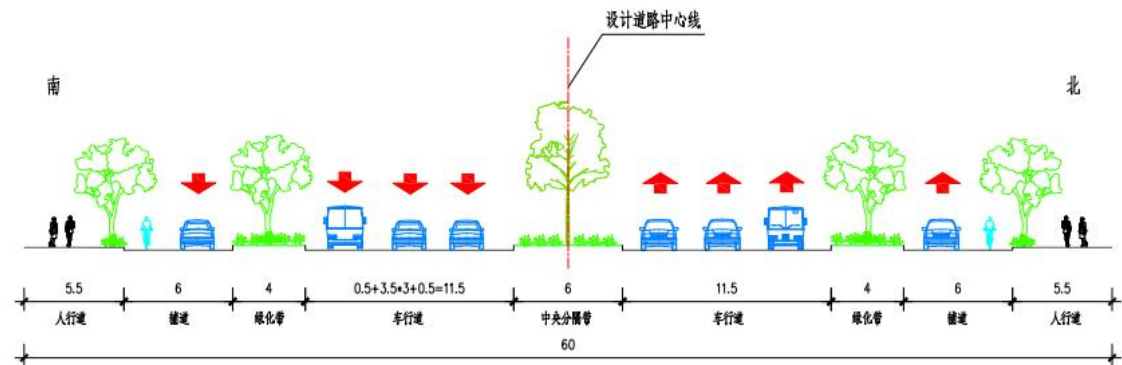 设计道路中心线
南
北
5.5
6
4
0.5+3.5*3+0.5=11.5
6
11.5
4
6
5.5
人行道
辅道
绿化带
车行道
中央分隔带
车行道
绿化带
辅道
人行道
60